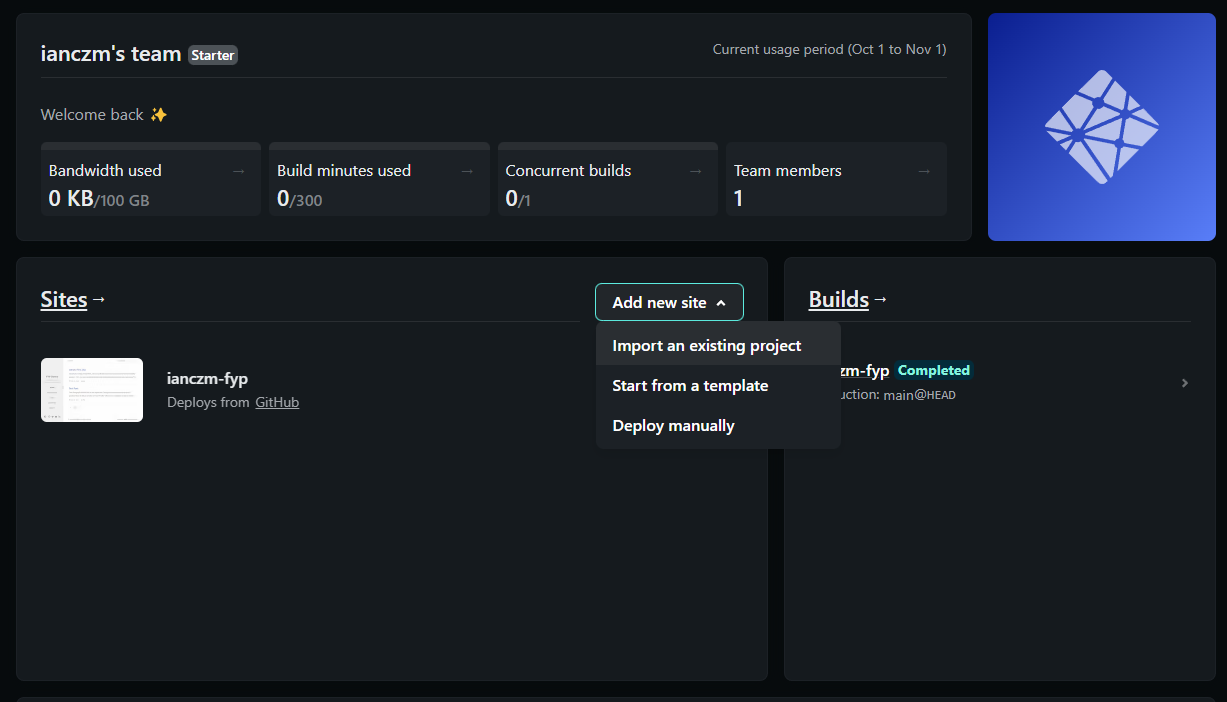 ianczm's team Starter
Current usage period (Oct 1 to Nov 1)
Welcome back ✨
Bandwidth used →
0 KB/100 GB
Build minutes used →
0/300
Concurrent builds →
0/1
Team members →
1
Sites →
Add new site
Import an existing project
Start from a template
Deploy manually
ianczm-fyp
Deploys from GitHub
Builds →
zm-fyp Completed
uction: main@HEAD